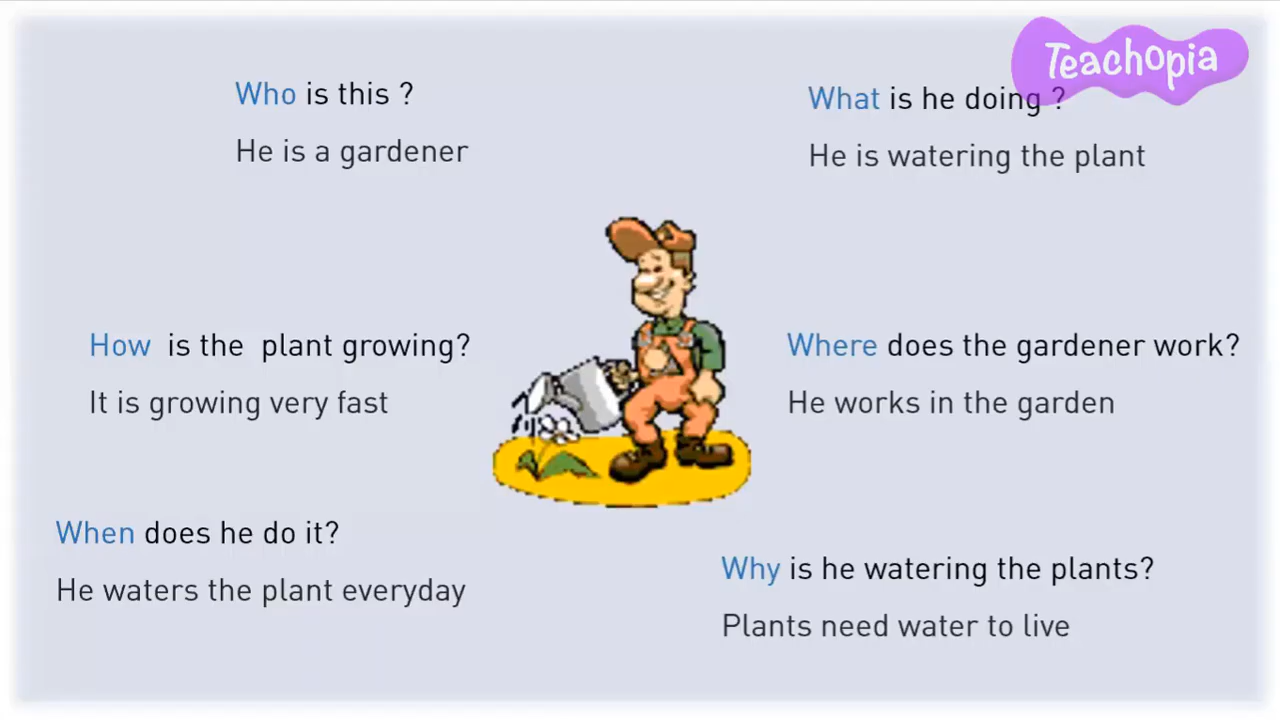 Teachopia
Who is this ?
He is a gardener
What is he doing ?
He is watering the plant
How is the plant growing?
It is growing very fast
Where does the gardener work?
He works in the garden
When does he do it?
He waters the plant everyday
Why is he watering the plants?
Plants need water to live